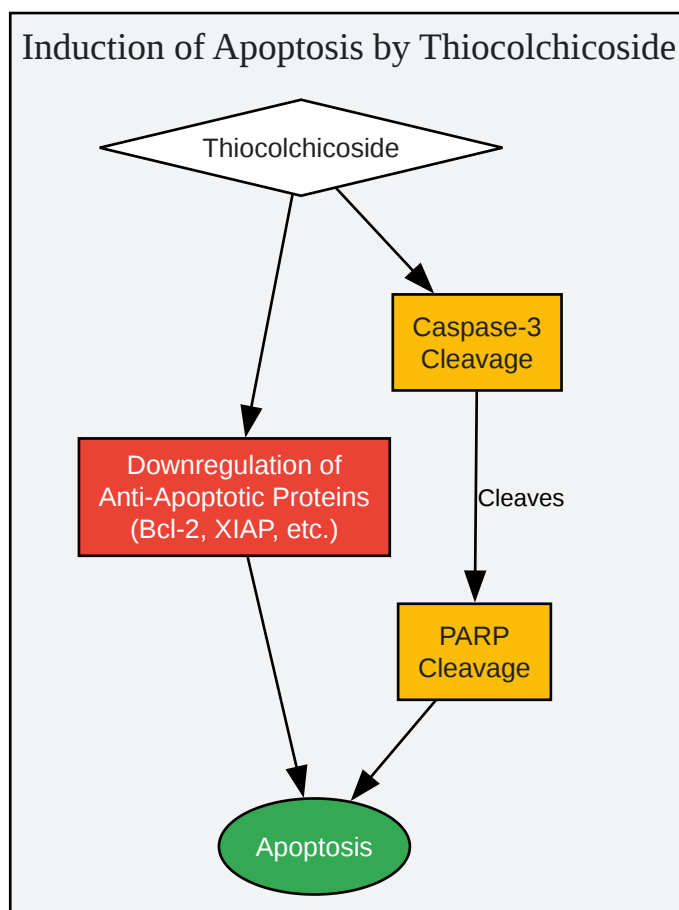 Induction of Apoptosis by Thiocolchicoside
Thiocolchicoside
Caspase-3
Cleavage
Downregulation of
Anti-Apoptotic Proteins
(Bcl-2, XIAP, etc.)
Cleaves
PARP
Cleavage
Apoptosis